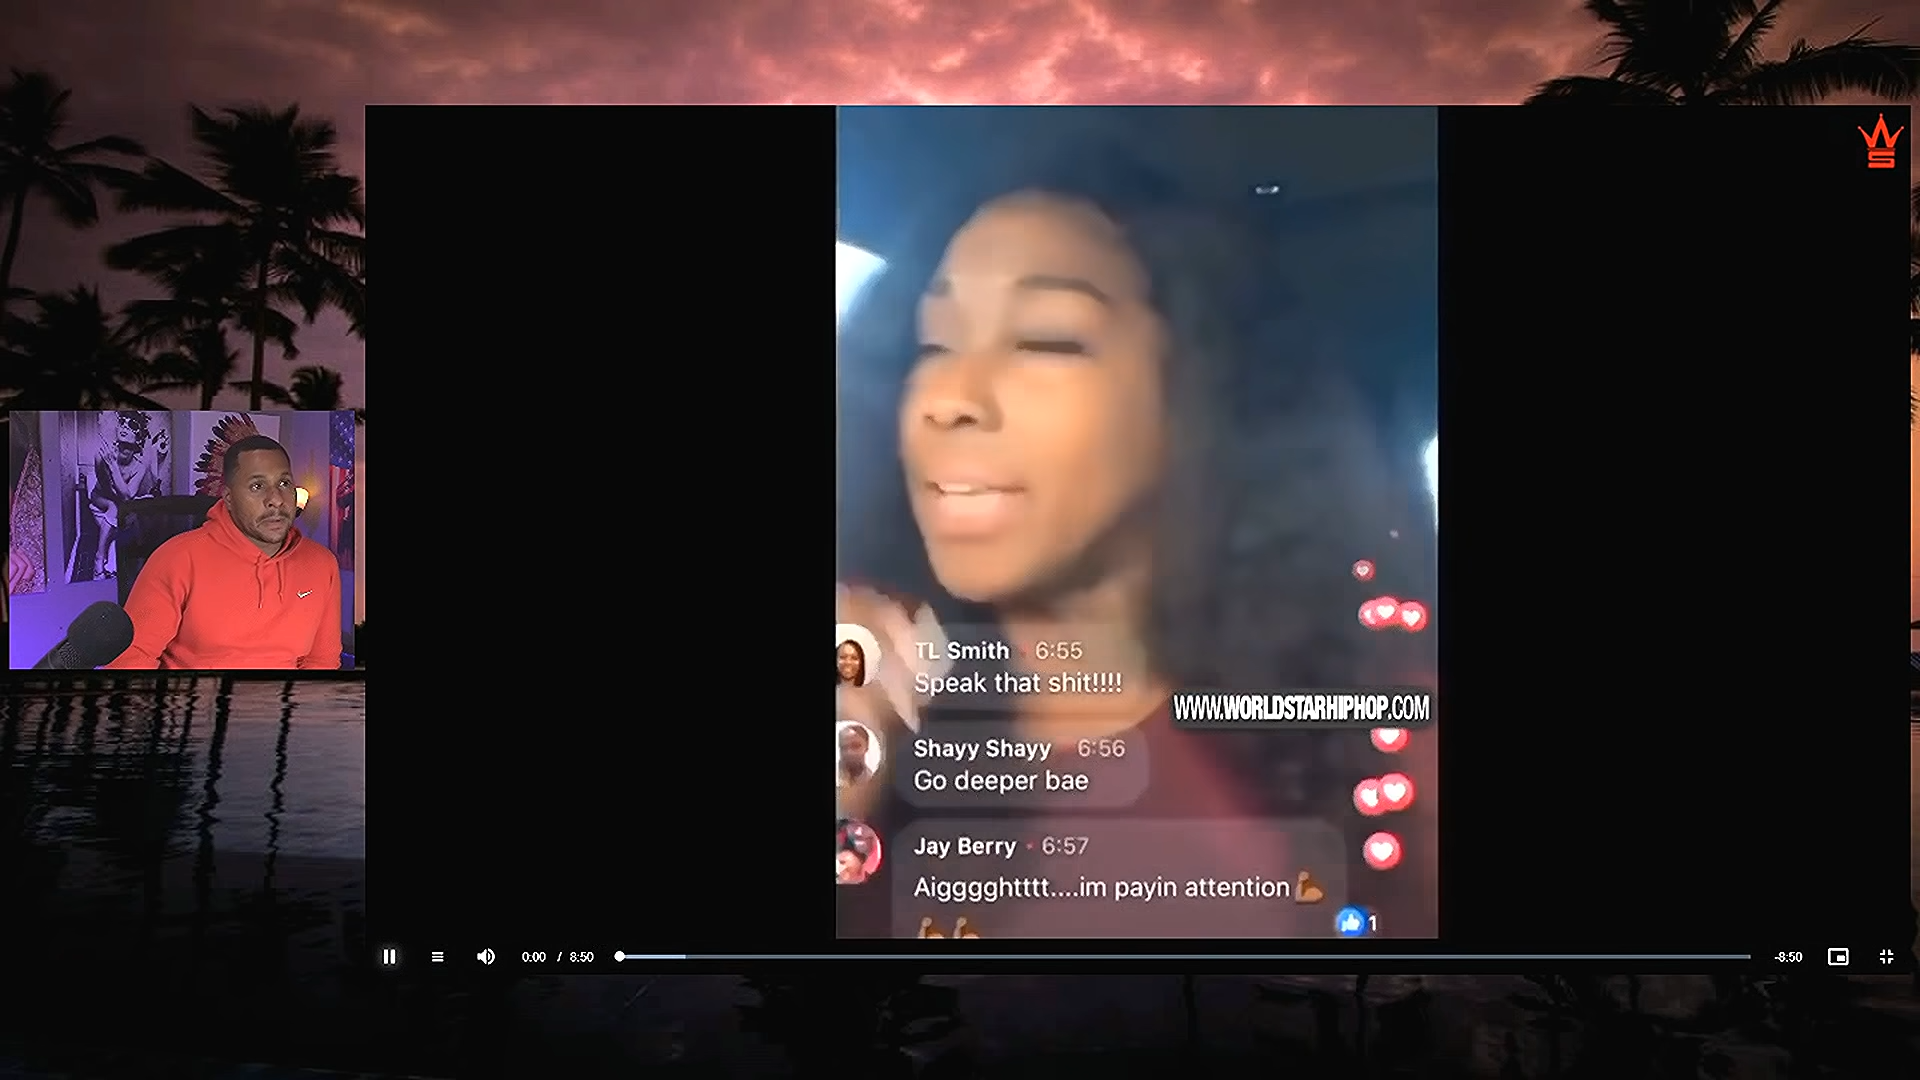 WS
TL Smith · 6:55
Speak that shit!!!!
WWW.WORLDSTARHIPHOP.COM
Shayy Shayy 6:56
Go deeper bae
Jay Berry · 6:57
Aigggghtttt....im payin attention
1
0:00 / 8:50
-8:50